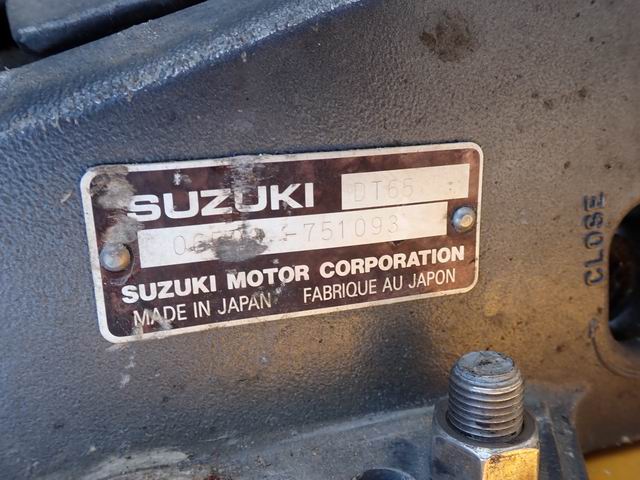 SUZUKI DT65
751093
SUZUKI MOTOR CORPORATION
MADE IN JAPAN FABRIQUE AU JAPON
CLOSE